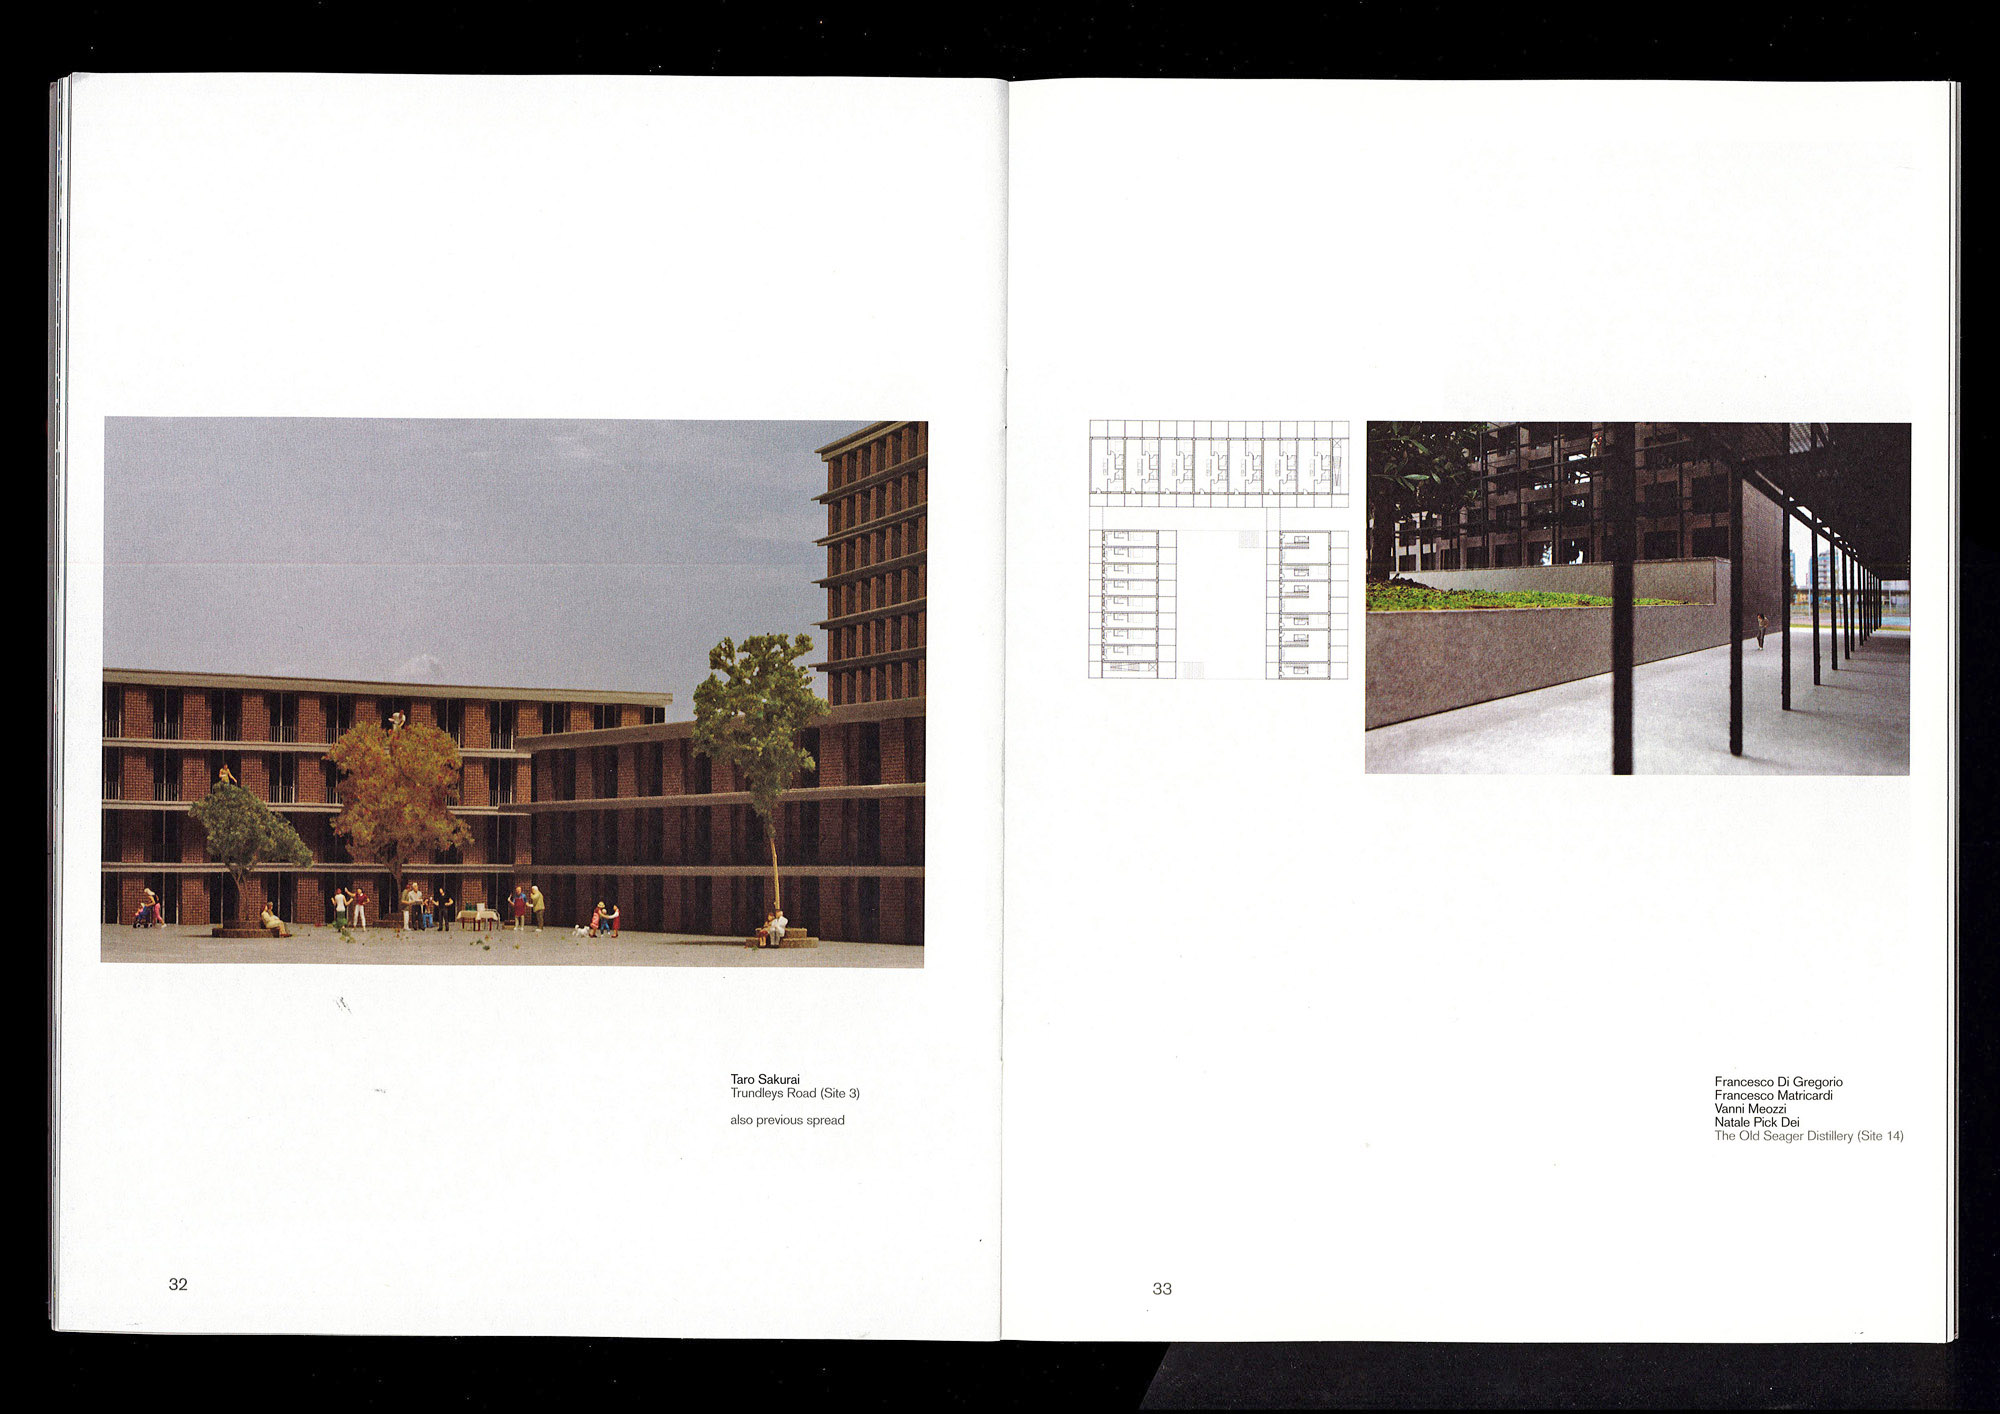 Taro Sakurai
Trundleys Road (Site 3)
also previous spread
32
Francesco Di Gregorio
Francesco Matricardi
Vanni Meozzi
Natale Pick Dei
The Old Seager Distillery (Site 14)
33